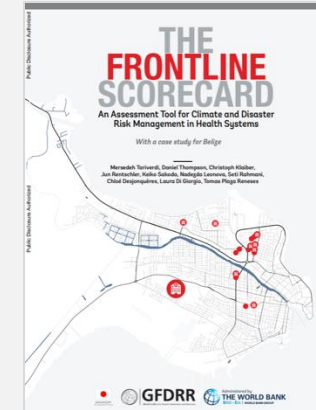 Public Disclosure Authorized
THE
FRONTLINE
SCORECARD
An Assessment Tool for Climate and Disaster
Risk Management in Health Systems
With a case study for Belize
Mersedeh Tariverdi, Daniel Thompson, Christoph Klaiber,
Jun Rentschler, Keiko Sakoda, Nadezda Leonova, Seti Rahmani,
Chloé Desjonquères, Laura Di Giorgio, Tomas Plaza Reneses
Public Disclosure Authorized
GFDRR
Administered by
THE WORLD BANK